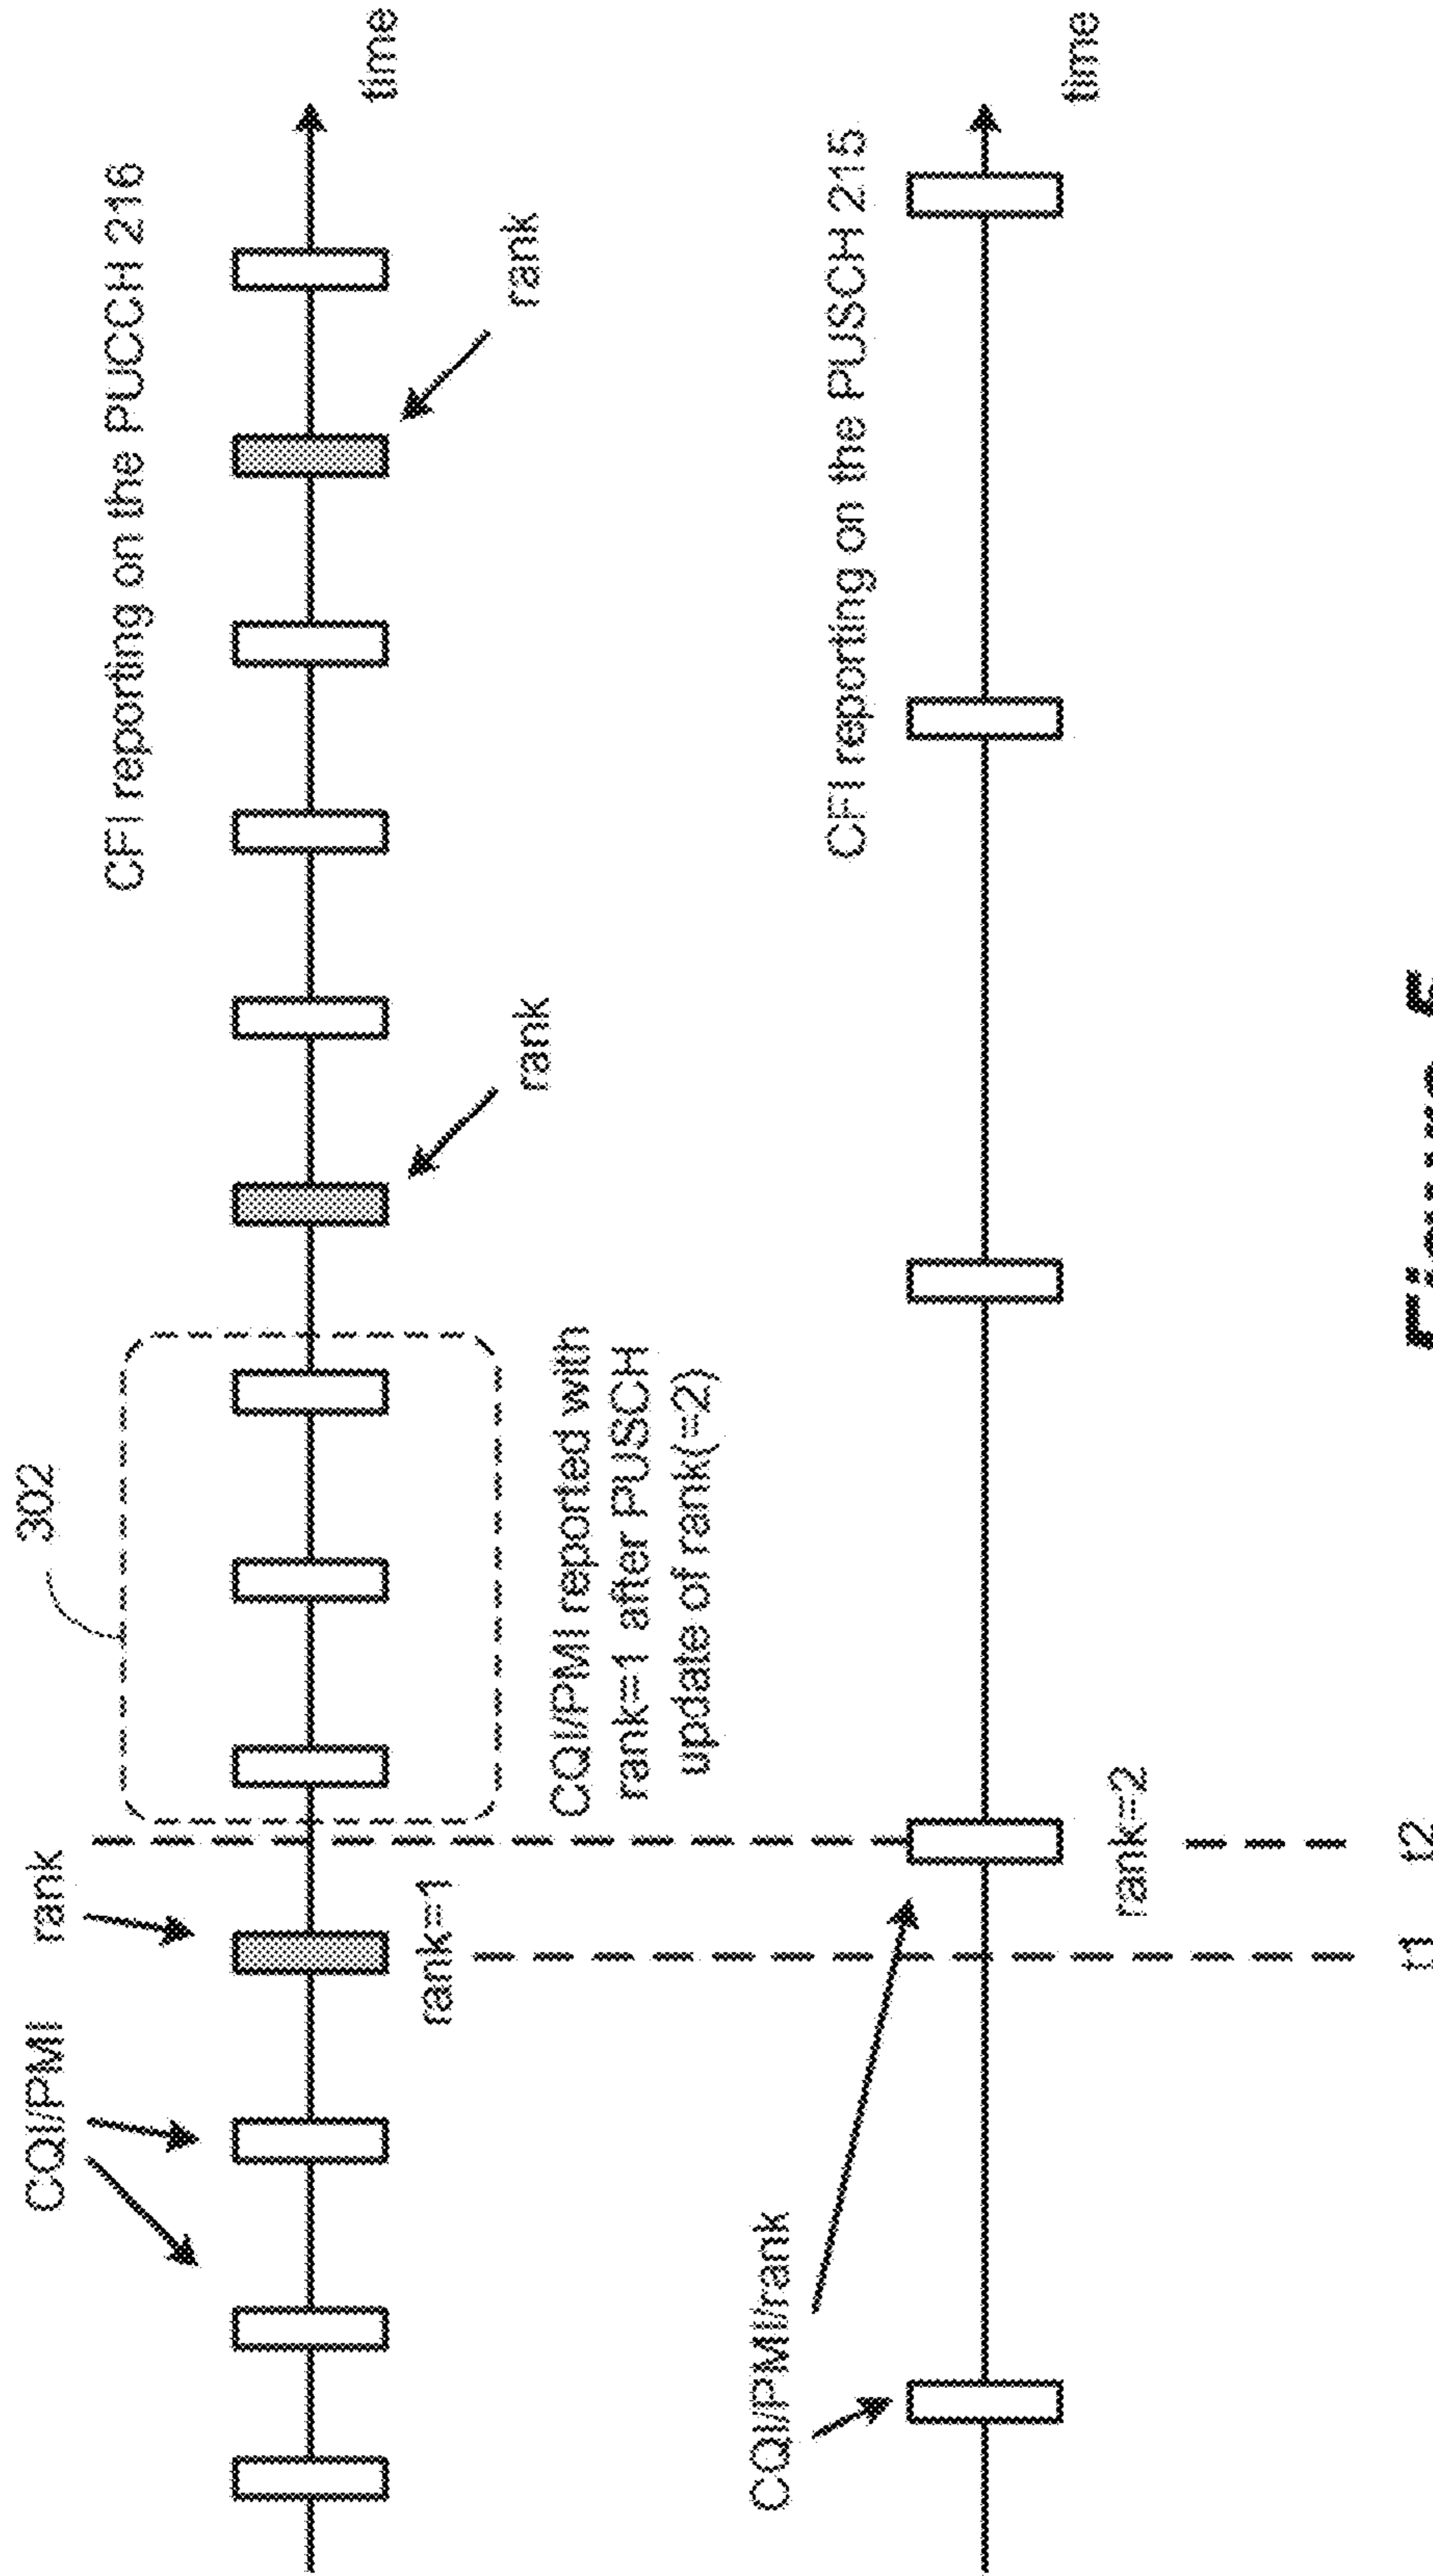 302
CQI/PMI
rank
CFI reporting on the PUCCH 216
time
rank=1
CQI/PMI reported with
rank=1 after PUSCH
update of rank(=2)
rank
rank
CQI/PMI/rank
CFI reporting on the PUSCH 215
time
rank=2
t1
t2
Figure 5